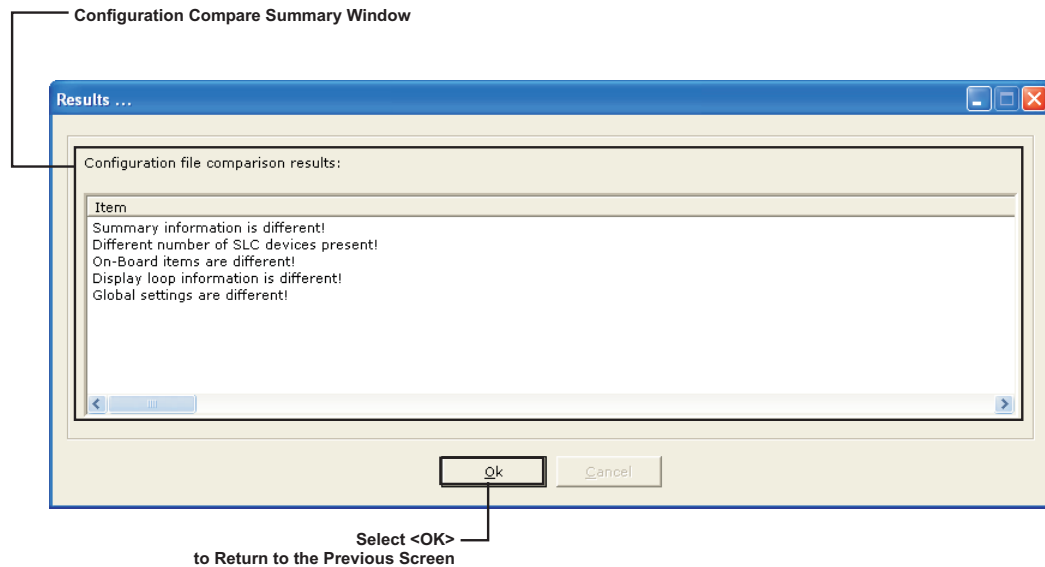 Configuration Compare Summary Window
Results ...
Configuration file comparison results:
Item
Summary information is different!
Different number of SLC devices present!
On-Board items are different!
Display loop information is different!
Global settings are different!
Ok
Cancel
Select <OK>
to Return to the Previous Screen